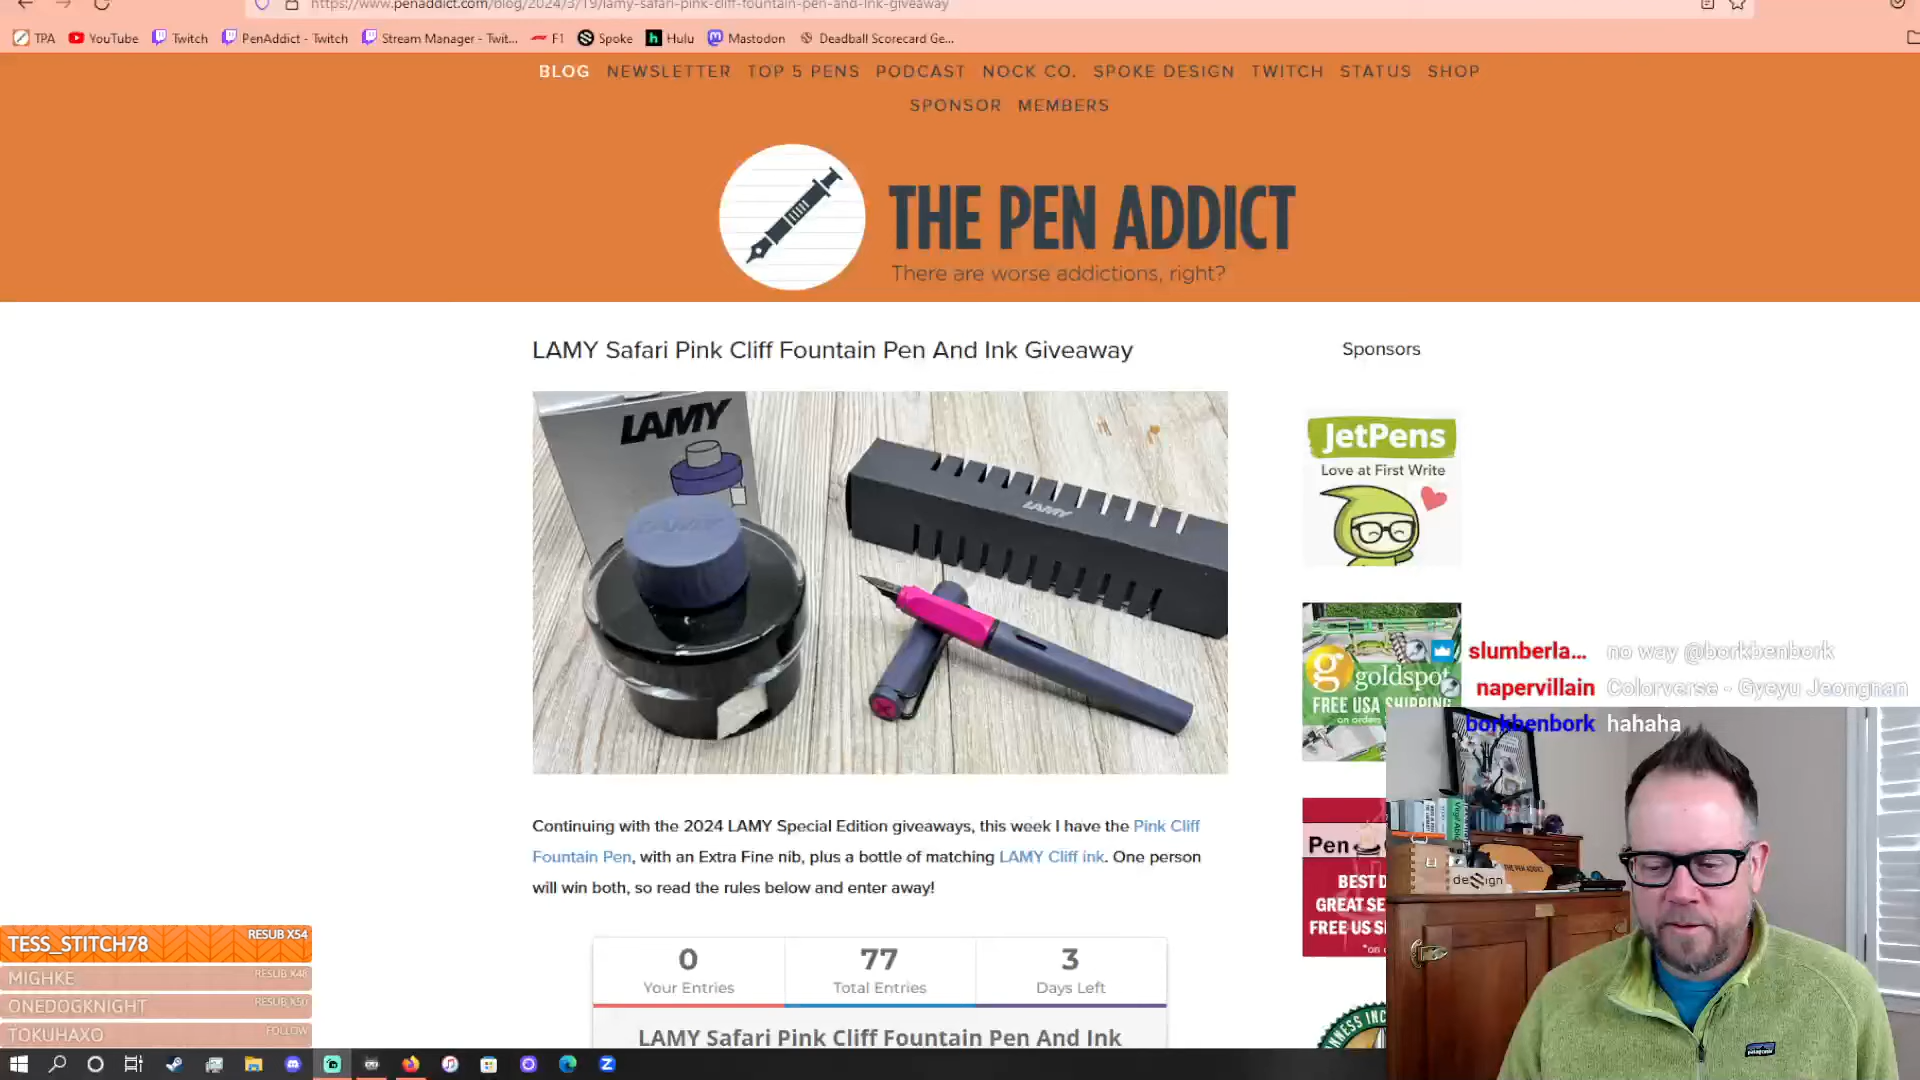 https://www.penaddict.com/blog/2024/3/19/lamy-safari-pink-cliff-fountain-pen-and-ink-giveaway
TPA YouTube Twitch PenAddict - Twitch Stream Manager - Twit... F1 Spoke Hulu Mastodon Deadball Scorecard Ge...
BLOG NEWSLETTER TOP 5 PENS PODCAST NOCK CO. SPOKE DESIGN TWITCH STATUS SHOP
SPONSOR MEMBERS
THE PEN ADDICT
There are worse addictions, right?
LAMY Safari Pink Cliff Fountain Pen And Ink Giveaway
Sponsors
LAMY
LAMY
LAMY
JetPens
Love at First Write
g goldspot
FREE USA SHIPPING
slumberla... no way @borkbenbork
napervillain Colorverse - Gyeyu Jeongnan
borkbenbork hahaha
Continuing with the 2024 LAMY Special Edition giveaways, this week I have the Pink Cliff
Fountain Pen, with an Extra Fine nib, plus a bottle of matching LAMY Cliff ink. One person
will win both, so read the rules below and enter away!
Pen
BEST D
GREAT SE
FREE US S
THE PEN ADDICT
0 77 3
Your Entries Total Entries Days Left
LAMY Safari Pink Cliff Fountain Pen And Ink
TESS_STITCH78 RESUB X54
MIGHKE RESUB X48
ONEDOGKNIGHT RESUB X50
TOKUHAXO FOLLOW
patagonia